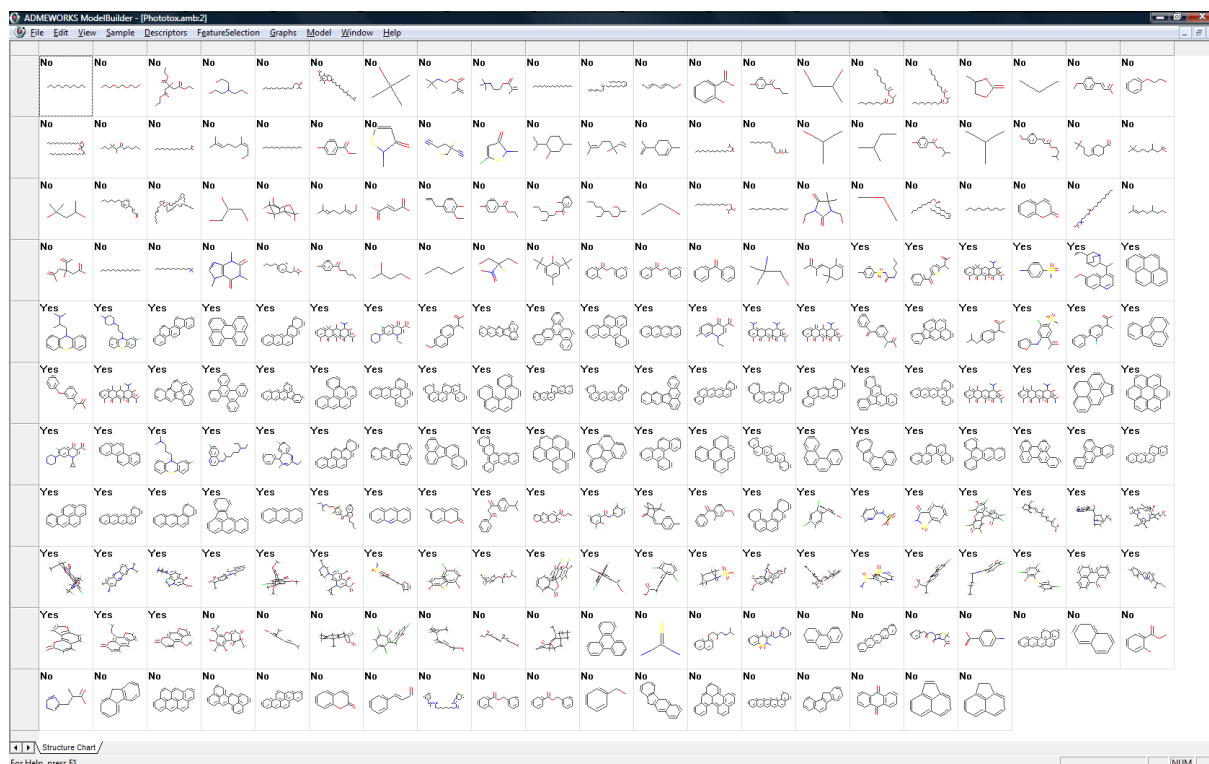 ADMEWORKS ModelBuilder - [Phototox.amb:2]
File Edit View Sample Descriptors FeatureSelection Graphs Model Window Help
No No No No No No No No No No No No No No No No No No No No No
No No No No No No No No No No No No No No No No No No No No No
No No No No No No No No No No No No No No No No No No No No No
No No No No No No No No No No No No No No No Yes Yes Yes Yes Yes Yes
Yes Yes Yes Yes Yes Yes Yes Yes Yes Yes Yes Yes Yes Yes Yes Yes Yes Yes Yes Yes Yes
Yes Yes Yes Yes Yes Yes Yes Yes Yes Yes Yes Yes Yes Yes Yes Yes Yes Yes Yes Yes Yes
Yes Yes Yes Yes Yes Yes Yes Yes Yes Yes Yes Yes Yes Yes Yes Yes Yes Yes Yes Yes Yes
Yes Yes Yes Yes Yes Yes Yes Yes Yes Yes Yes Yes Yes Yes Yes Yes Yes Yes Yes Yes Yes
Yes Yes Yes Yes Yes Yes Yes Yes Yes Yes Yes Yes Yes Yes Yes Yes Yes Yes Yes Yes Yes
Yes Yes Yes No No No No No No No No No No No No No No No No No No
No No No No No No No No No No No No No No No No No No
Structure Chart
For Help, press F1 NUM